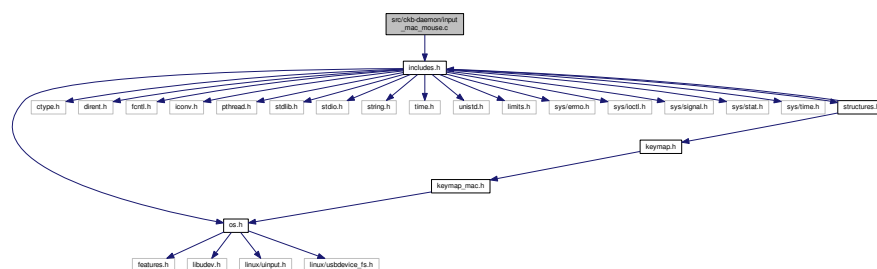 src/ckb-daemon/input
_mac_mouse.c
includes.h
ctype.h
dirent.h
fcntl.h
iconv.h
pthread.h
stdlib.h
stdio.h
string.h
time.h
unistd.h
limits.h
sys/errno.h
sys/ioctl.h
sys/signal.h
sys/stat.h
sys/time.h
structures.h
keymap.h
keymap_mac.h
os.h
features.h
libudev.h
linux/uinput.h
linux/usbdevice_fs.h